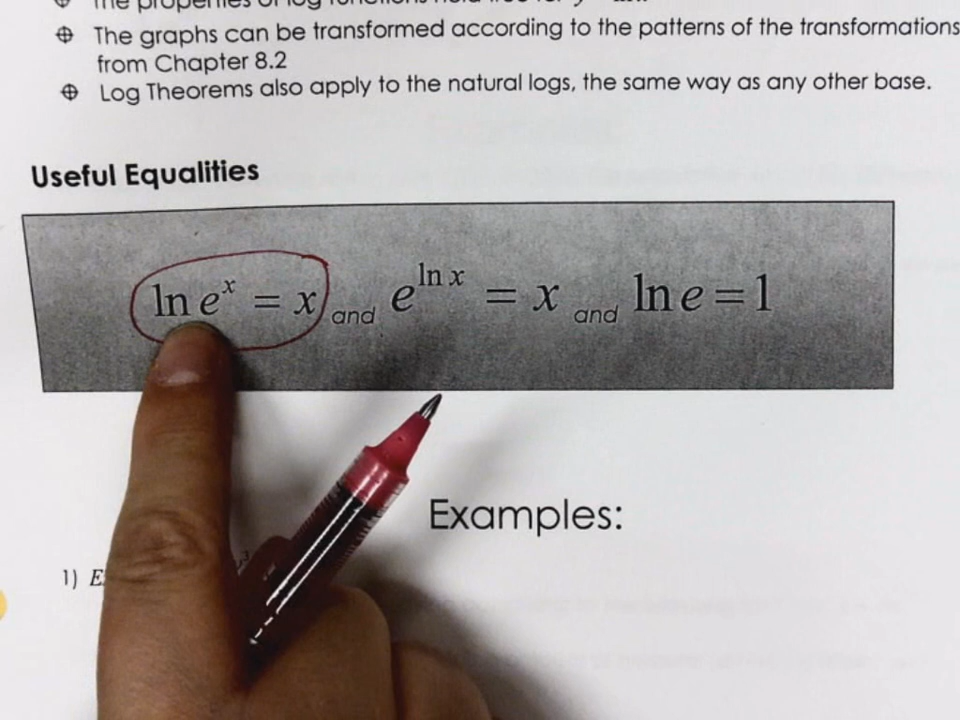 ⊕ The graphs can be transformed according to the patterns of the transformations
from Chapter 8.2
⊕ Log Theorems also apply to the natural logs, the same way as any other base.
Useful Equalities
ln eˣ = x and e^{ln x} = x and ln e = 1
Examples:
1) E